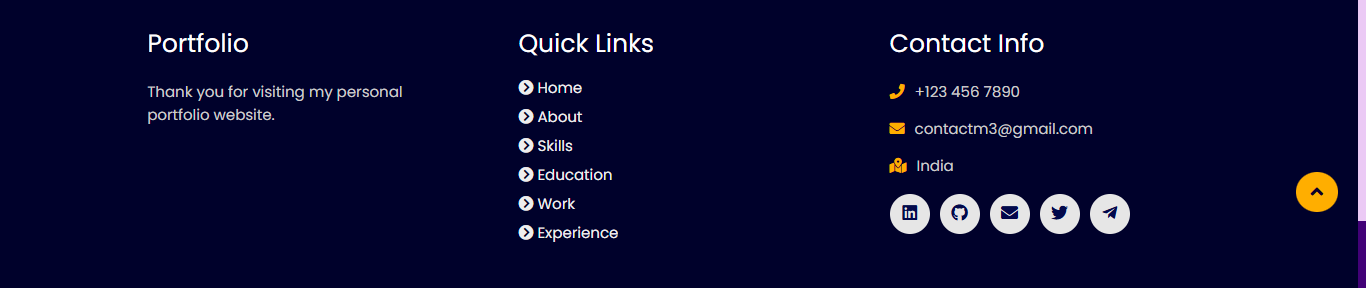 Portfolio
Thank you for visiting my personal
portfolio website.
Quick Links
Home
About
Skills
Education
Work
Experience
Contact Info
+123 456 7890
contactm3@gmail.com
India